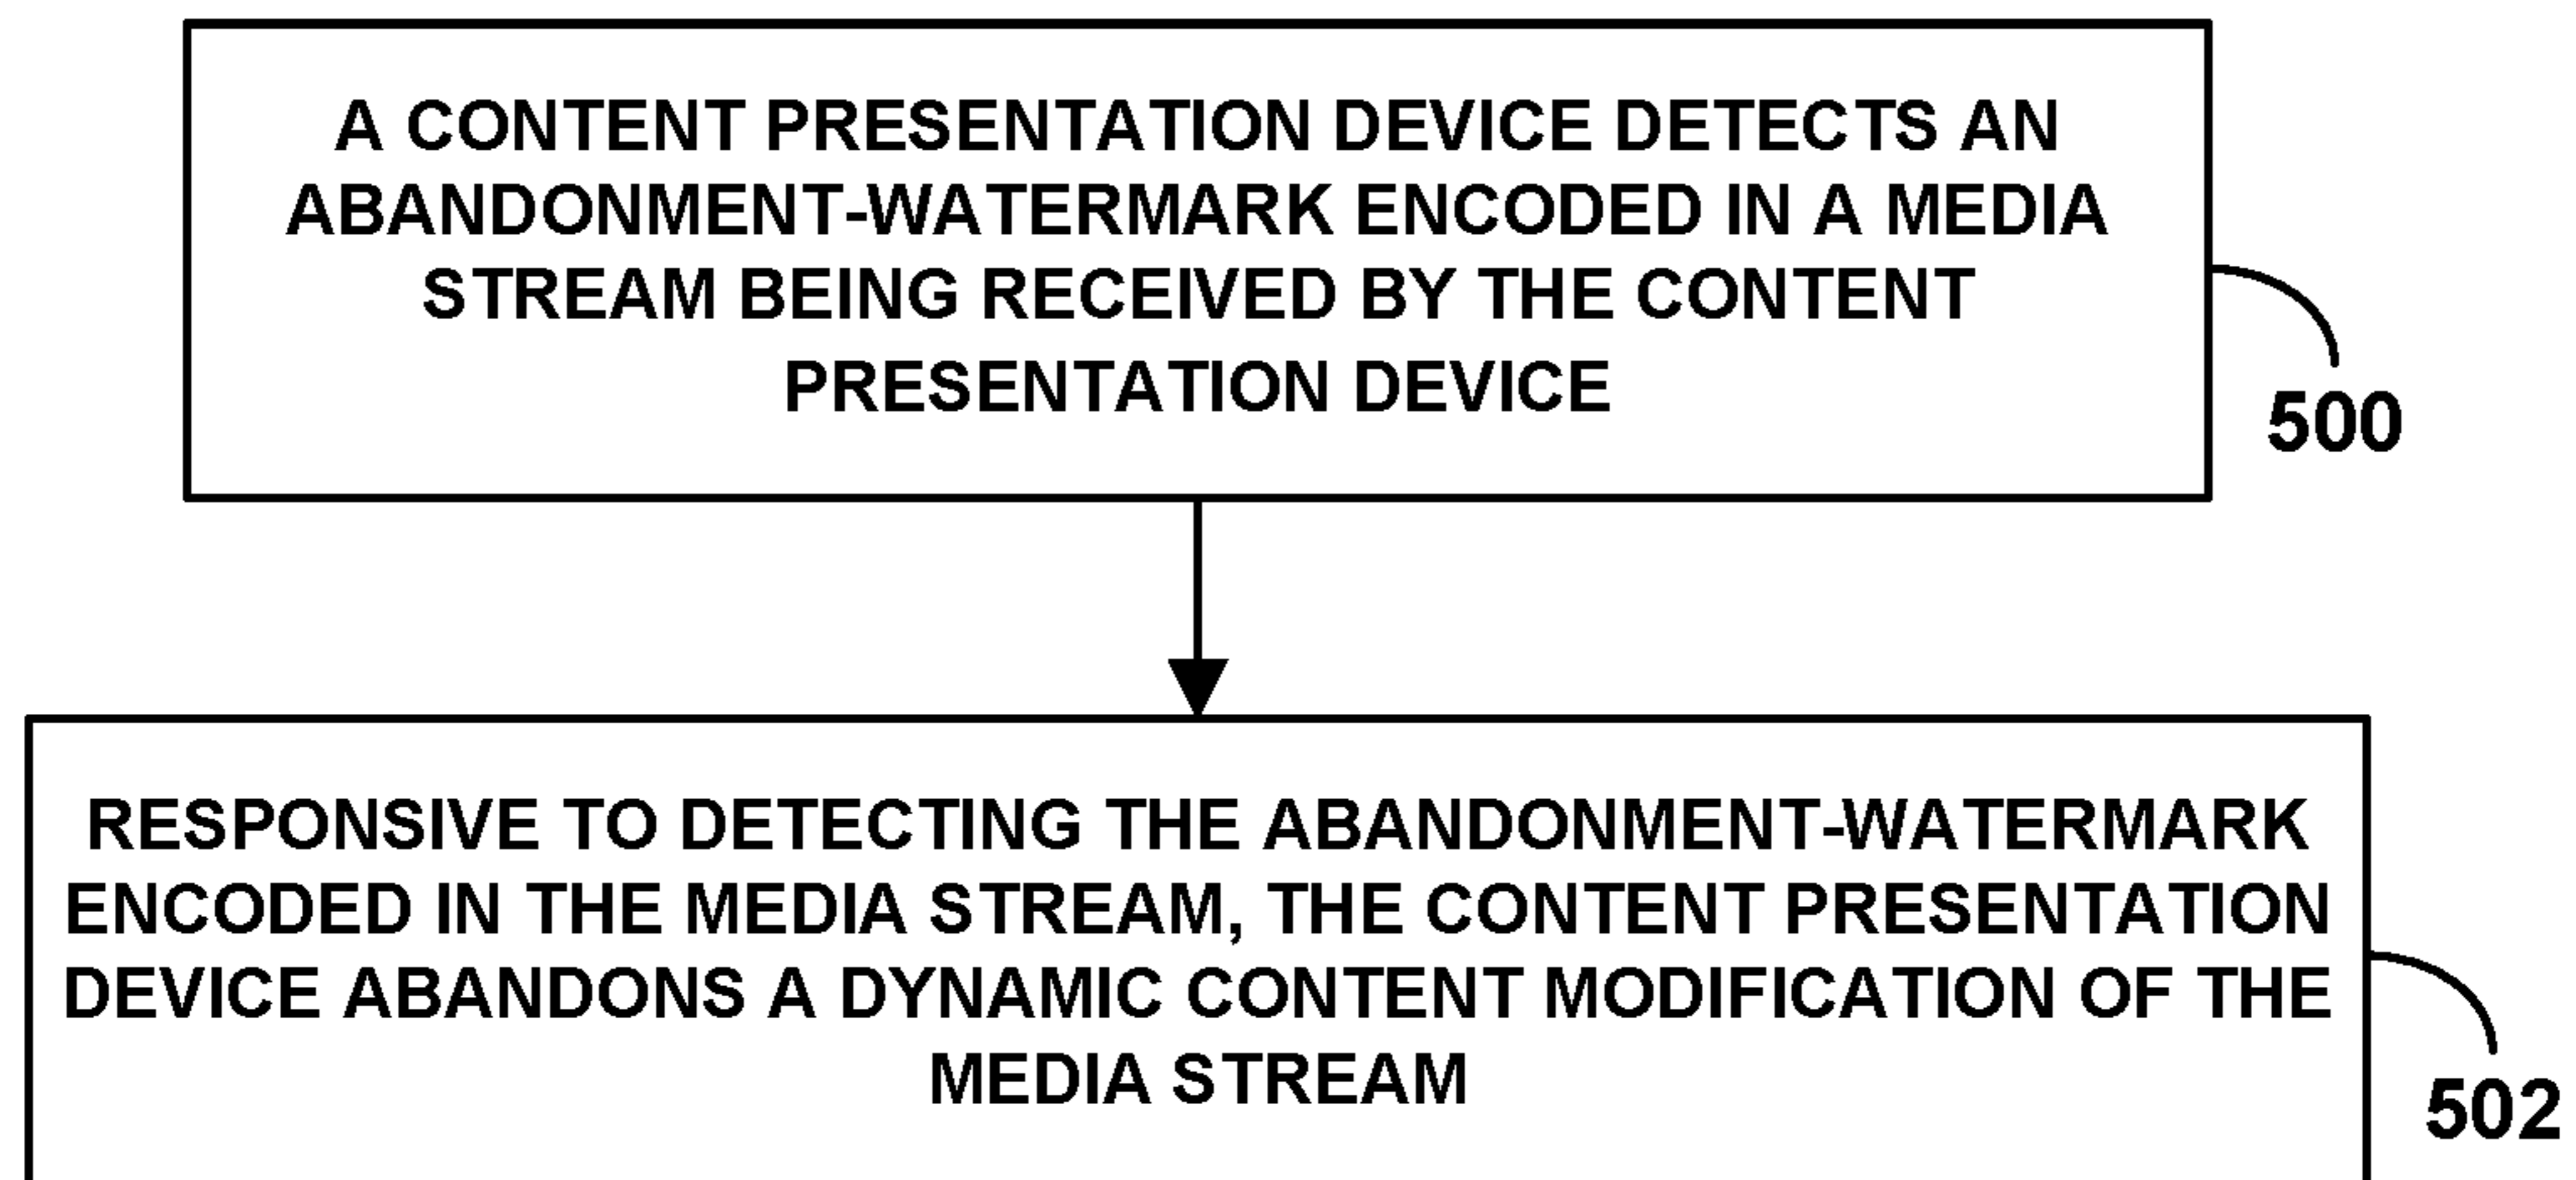 A CONTENT PRESENTATION DEVICE DETECTS AN
ABANDONMENT-WATERMARK ENCODED IN A MEDIA
STREAM BEING RECEIVED BY THE CONTENT
PRESENTATION DEVICE
500
RESPONSIVE TO DETECTING THE ABANDONMENT-WATERMARK
ENCODED IN THE MEDIA STREAM, THE CONTENT PRESENTATION
DEVICE ABANDONS A DYNAMIC CONTENT MODIFICATION OF THE
MEDIA STREAM
502